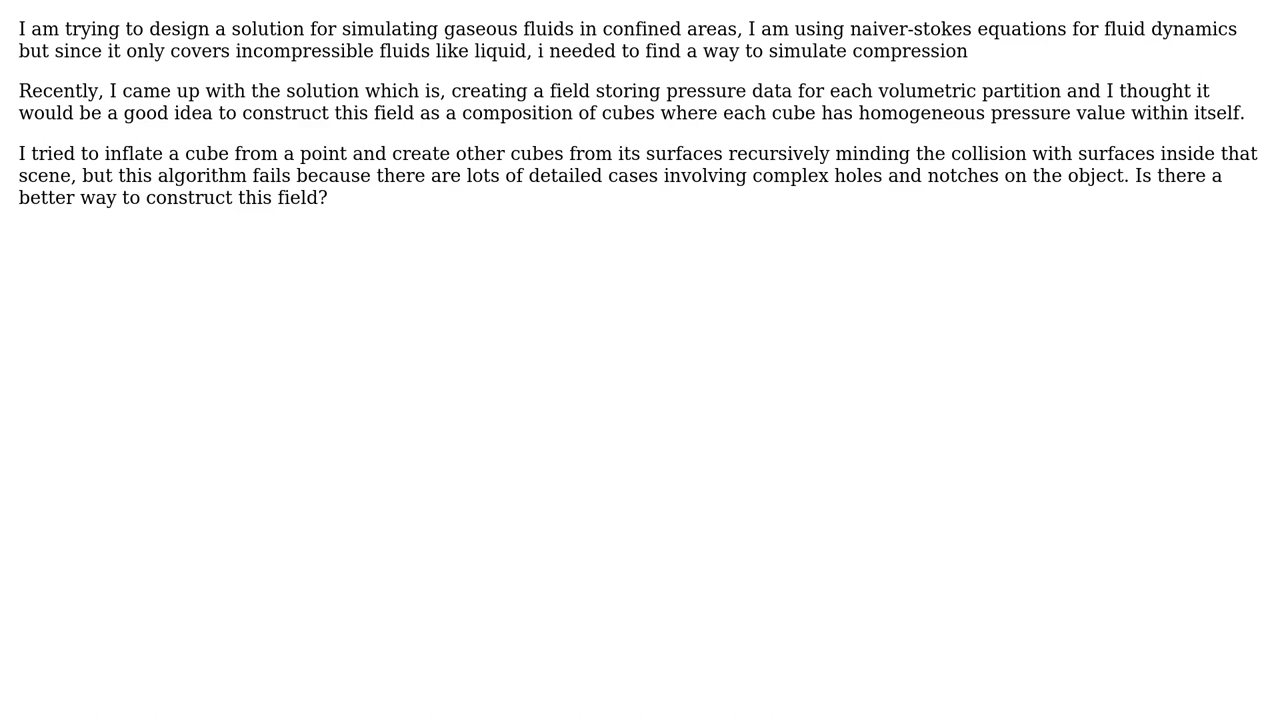 I am trying to design a solution for simulating gaseous fluids in confined areas, I am using naiver-stokes equations for fluid dynamics
but since it only covers incompressible fluids like liquid, i needed to find a way to simulate compression
Recently, I came up with the solution which is, creating a field storing pressure data for each volumetric partition and I thought it
would be a good idea to construct this field as a composition of cubes where each cube has homogeneous pressure value within itself.
I tried to inflate a cube from a point and create other cubes from its surfaces recursively minding the collision with surfaces inside that
scene, but this algorithm fails because there are lots of detailed cases involving complex holes and notches on the object. Is there a
better way to construct this field?